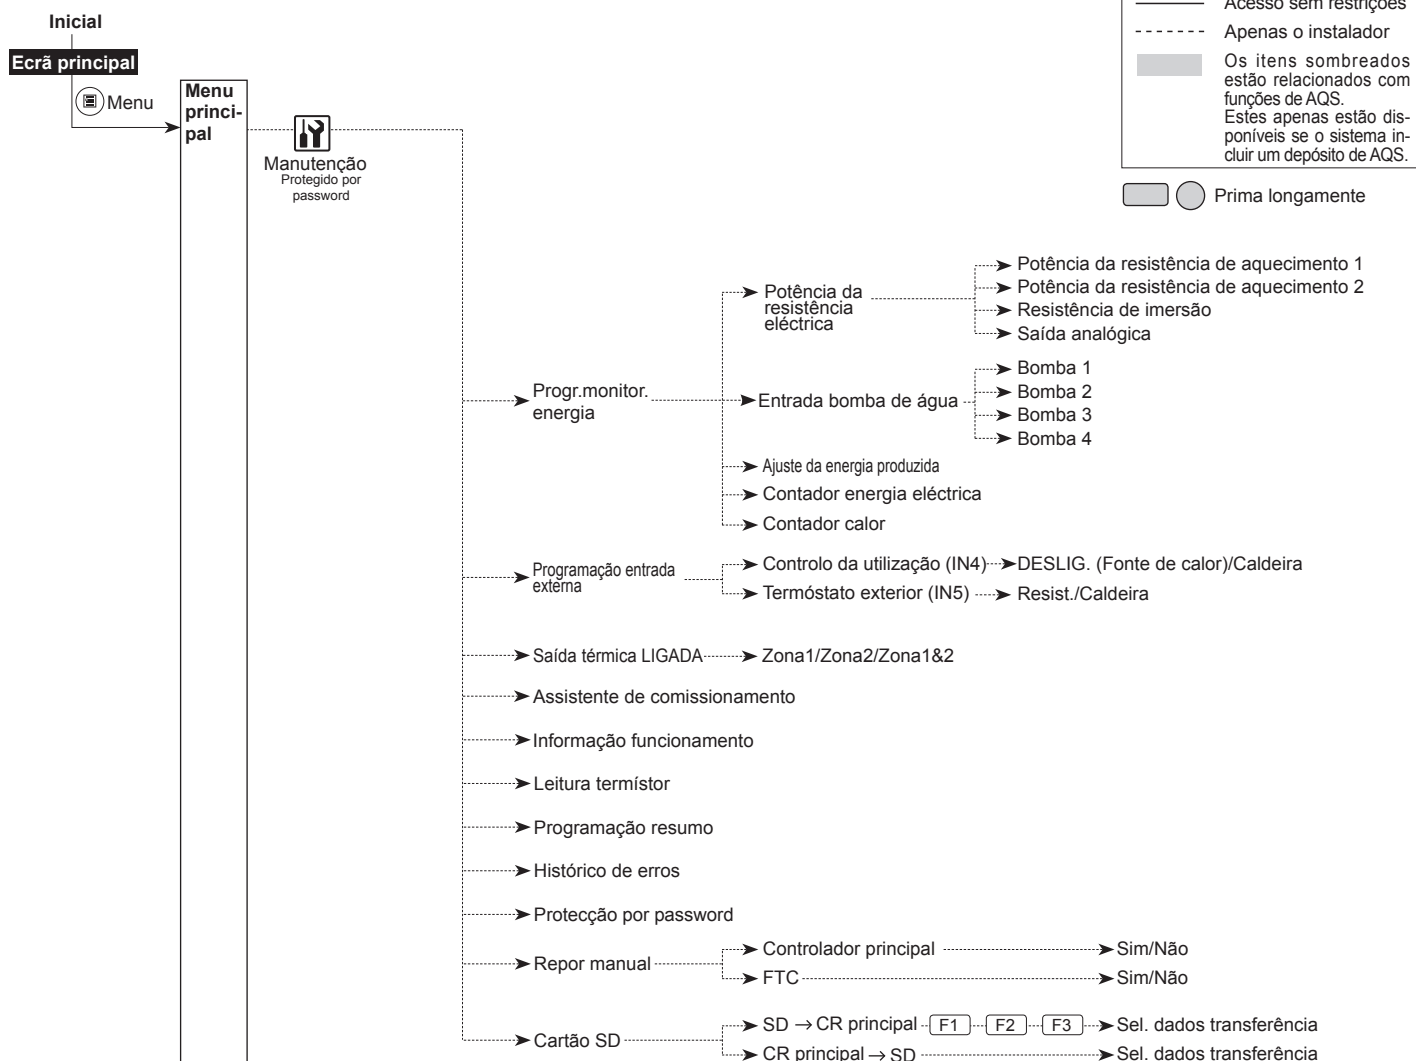 Inicial
Ecrã principal
Menu
Menu
princi-
pal
Manutenção
Protegido por
password
Acesso sem restrições
Apenas o instalador
Os itens sombreados
estão relacionados com
funções de AQS.
Estes apenas estão dis-
poníveis se o sistema in-
cluir um depósito de AQS.
Prima longamente
Progr.monitor.
energia
Potência da
resistência
eléctrica
Potência da resistência de aquecimento 1
Potência da resistência de aquecimento 2
Resistência de imersão
Saída analógica
Entrada bomba de água
Bomba 1
Bomba 2
Bomba 3
Bomba 4
Ajuste da energia produzida
Contador energia eléctrica
Contador calor
Programação entrada
externa
Controlo da utilização (IN4)
DESLIG. (Fonte de calor)/Caldeira
Termóstato exterior (IN5)
Resist./Caldeira
Saída térmica LIGADA
Zona1/Zona2/Zona1&2
Assistente de comissionamento
Informação funcionamento
Leitura termístor
Programação resumo
Histórico de erros
Protecção por password
Repor manual
Controlador principal
Sim/Não
FTC
Sim/Não
Cartão SD
SD → CR principal
F1
F2
F3
Sel. dados transferência
CR principal → SD
Sel. dados transferência